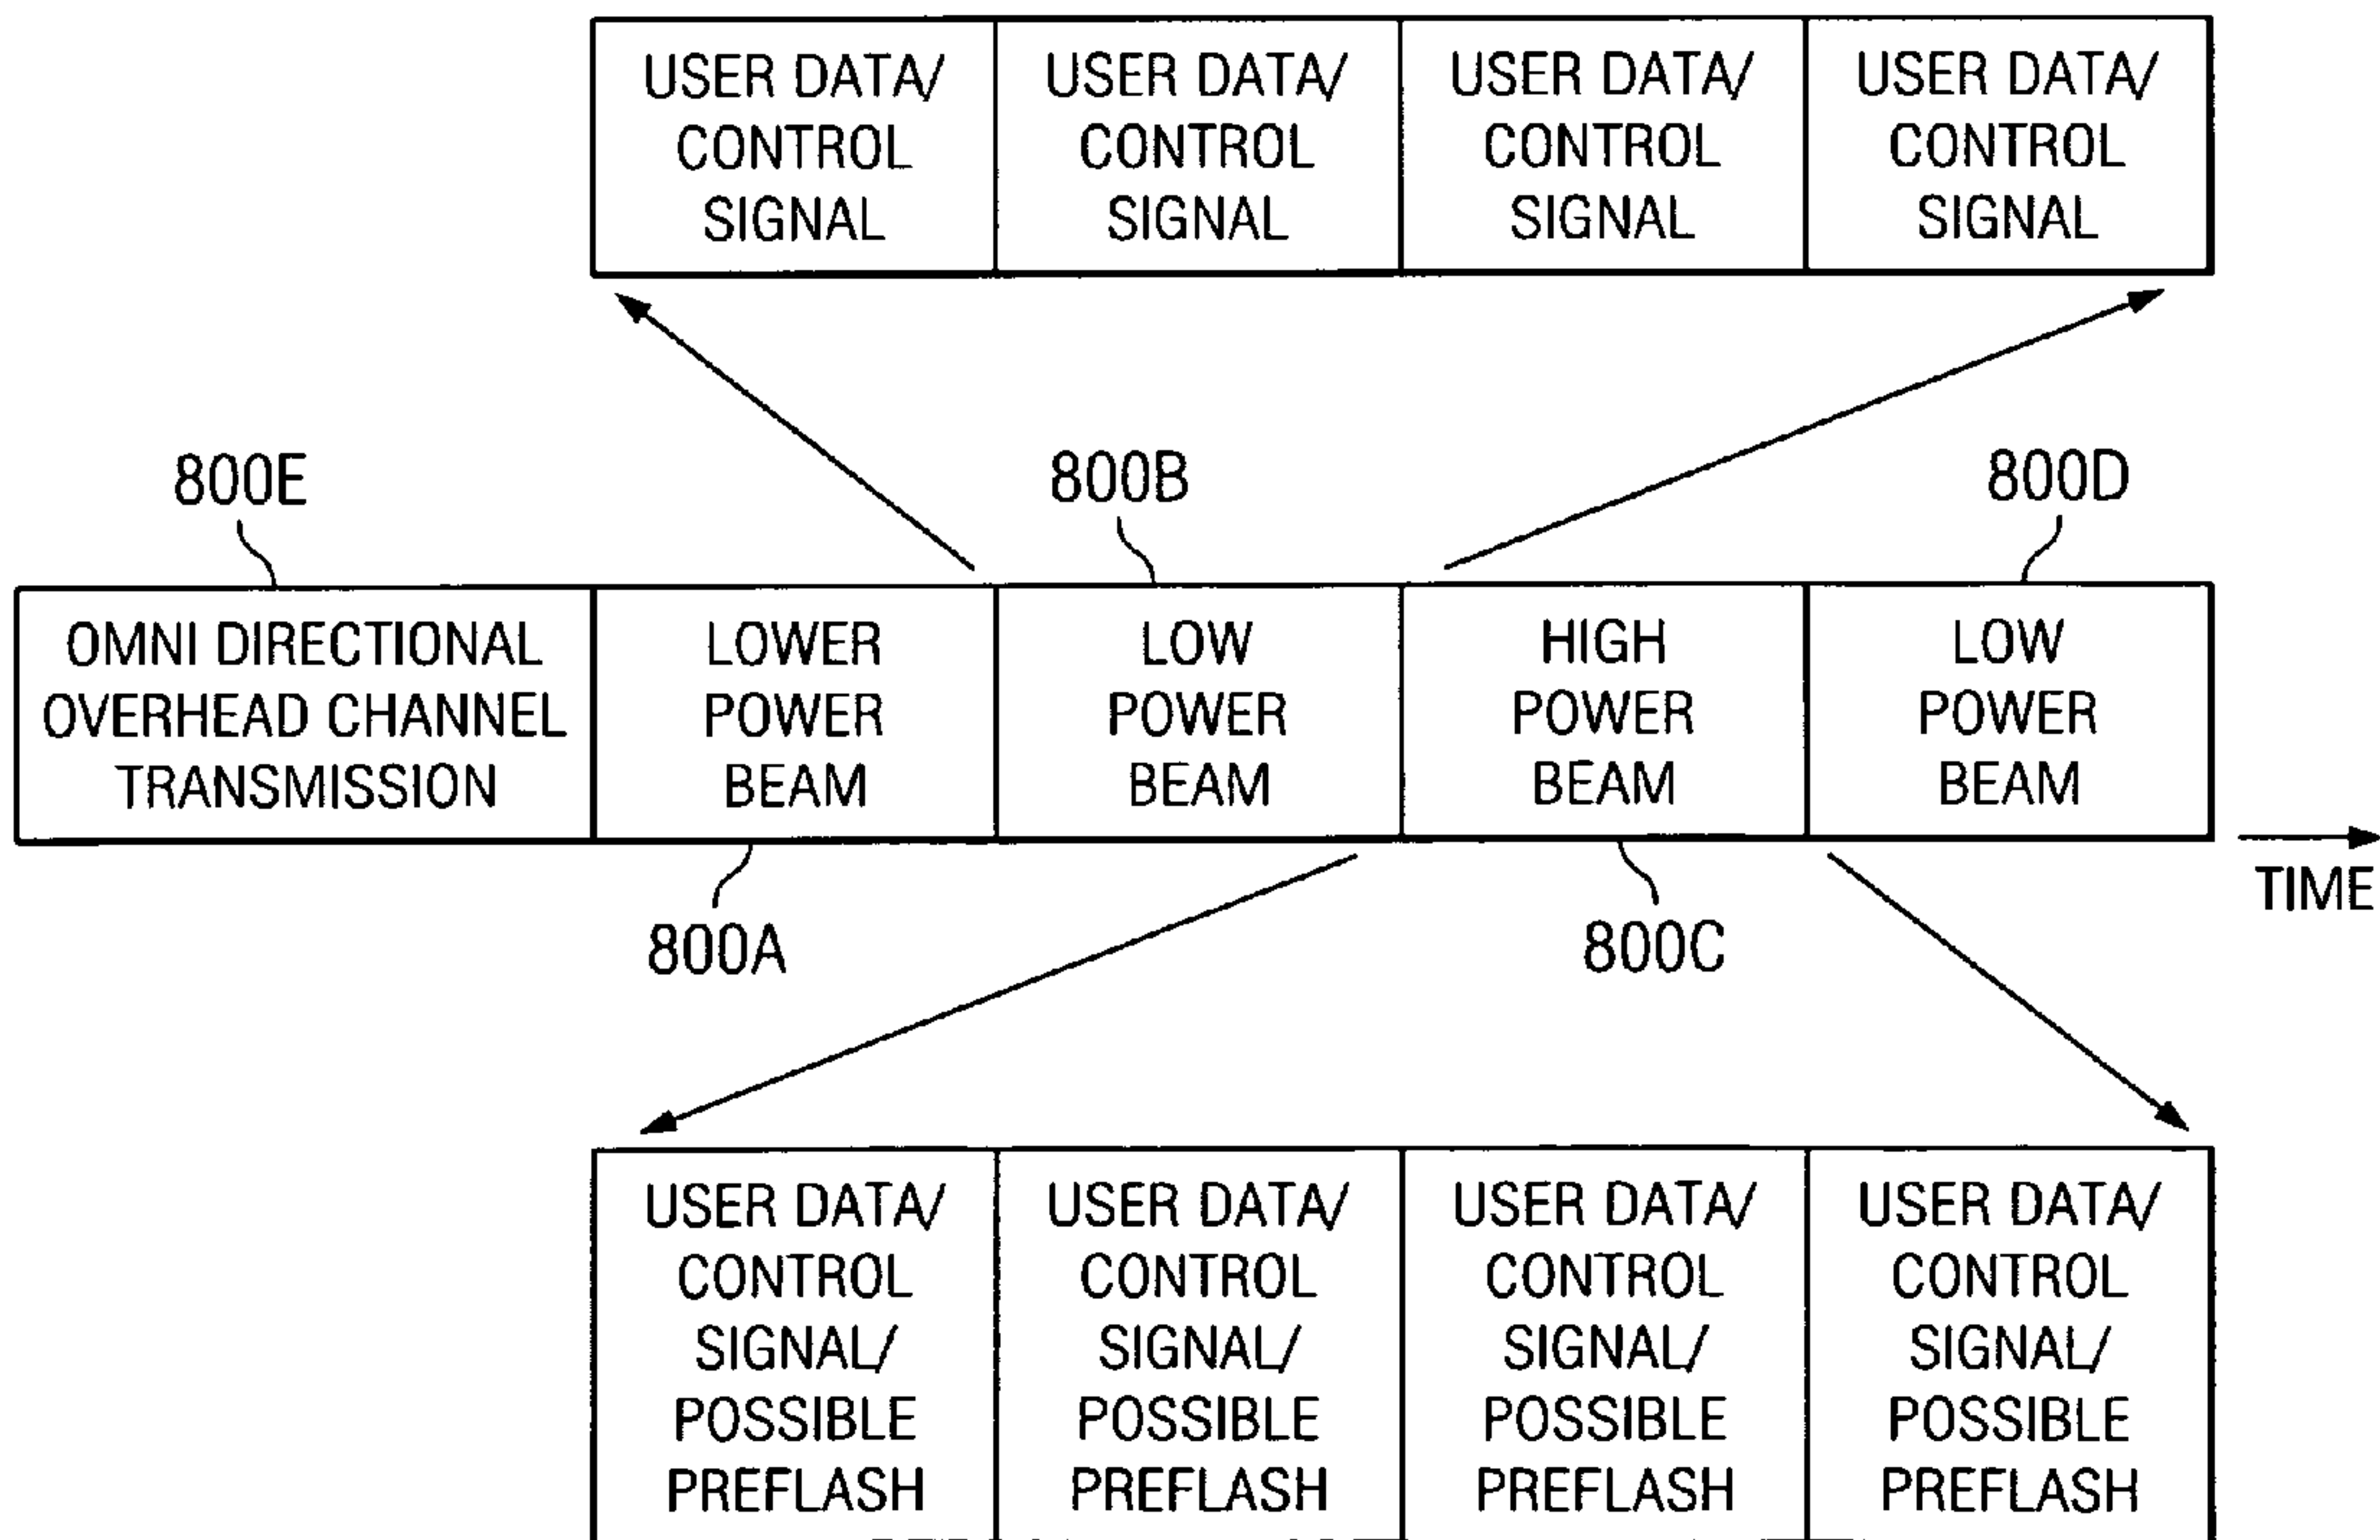 USER DATA/
CONTROL
SIGNAL
USER DATA/
CONTROL
SIGNAL
USER DATA/
CONTROL
SIGNAL
USER DATA/
CONTROL
SIGNAL
800E
800B
800D
OMNI DIRECTIONAL
OVERHEAD CHANNEL
TRANSMISSION
LOWER
POWER
BEAM
LOW
POWER
BEAM
HIGH
POWER
BEAM
LOW
POWER
BEAM
TIME
800A
800C
USER DATA/
CONTROL
SIGNAL/
POSSIBLE
PREFLASH
USER DATA/
CONTROL
SIGNAL/
POSSIBLE
PREFLASH
USER DATA/
CONTROL
SIGNAL/
POSSIBLE
PREFLASH
USER DATA/
CONTROL
SIGNAL/
POSSIBLE
PREFLASH